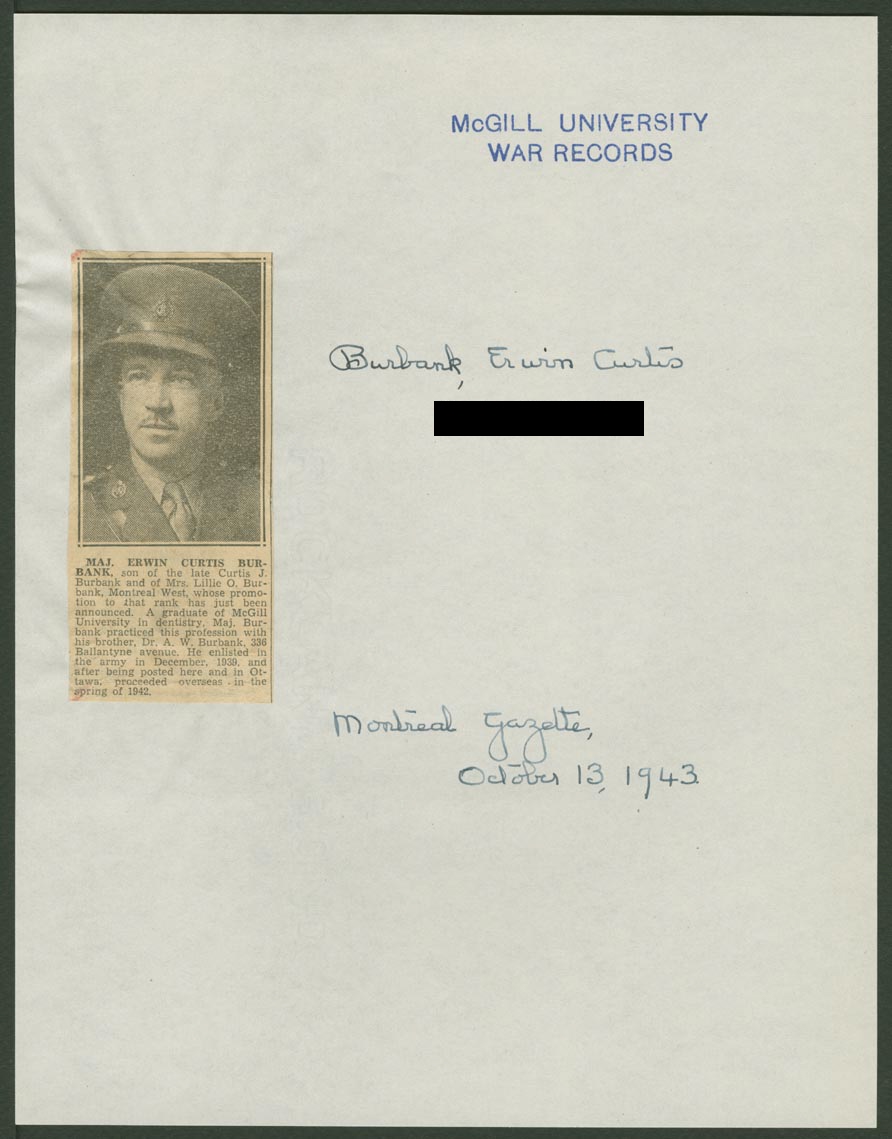 McGILL UNIVERSITY
WAR RECORDS
Burbank, Erwin Curtis
MAJ. ERWIN CURTIS BUR-
BANK, son of the late Curtis J.
Burbank and of Mrs. Lillie O. Bur-
bank, Montreal West, whose promo-
tion to that rank has just been
announced. A graduate of McGill
University in dentistry, Maj. Bur-
bank practiced this profession with
his brother, Dr. A. W. Burbank, 336
Ballantyne avenue. He enlisted in
the army in December, 1939, and
after being posted here and in Ot-
tawa, proceeded overseas in the
spring of 1942.
Montreal Gazette,
October 13, 1943